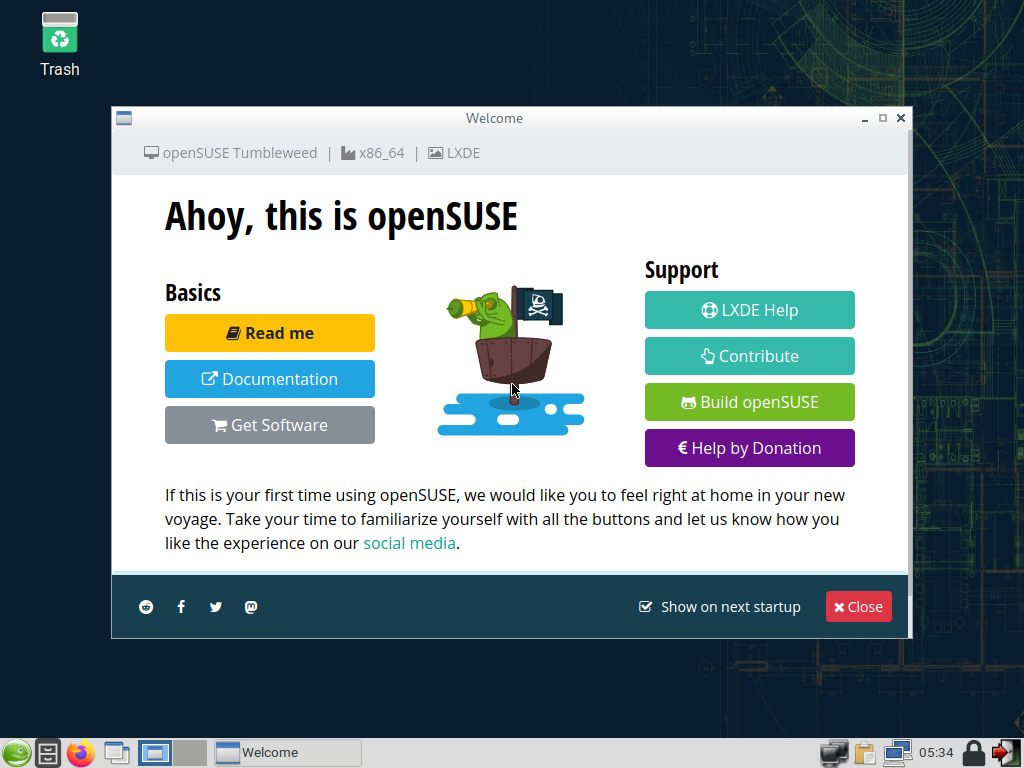 Trash
Welcome
openSUSE Tumbleweed | x86_64 | LXDE
Ahoy, this is openSUSE
Basics
Read me
Documentation
Get Software
Support
LXDE Help
Contribute
Build openSUSE
€ Help by Donation
If this is your first time using openSUSE, we would like you to feel right at home in your new
voyage. Take your time to familiarize yourself with all the buttons and let us know how you
like the experience on our social media.
Show on next startup
Close
Welcome
05:34